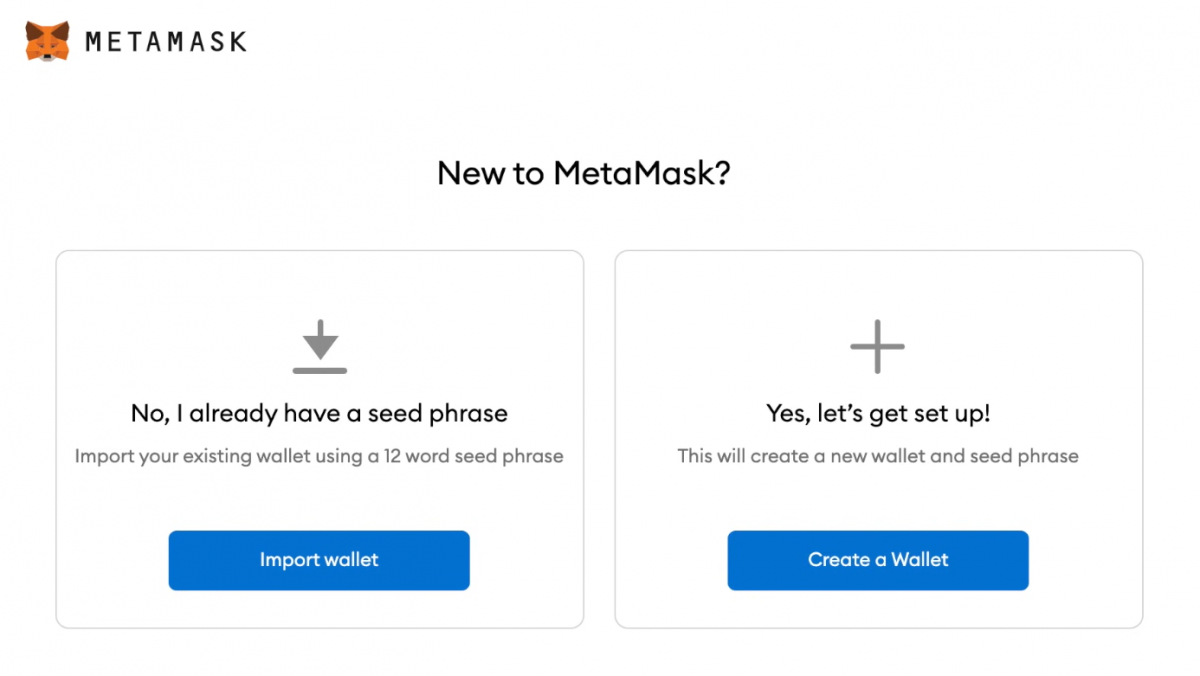 METAMASK
New to MetaMask?
No, I already have a seed phrase
Import your existing wallet using a 12 word seed phrase
Import wallet
Yes, let’s get set up!
This will create a new wallet and seed phrase
Create a Wallet